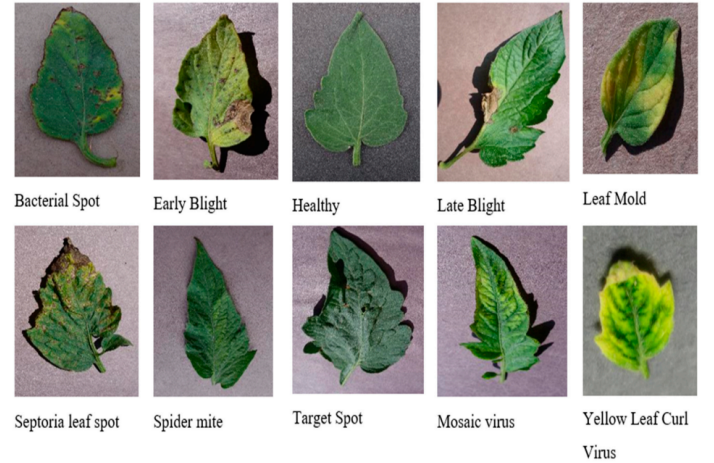 Bacterial Spot
Early Blight
Healthy
Late Blight
Leaf Mold
Septoria leaf spot
Spider mite
Target Spot
Mosaic virus
Yellow Leaf Curl
Virus